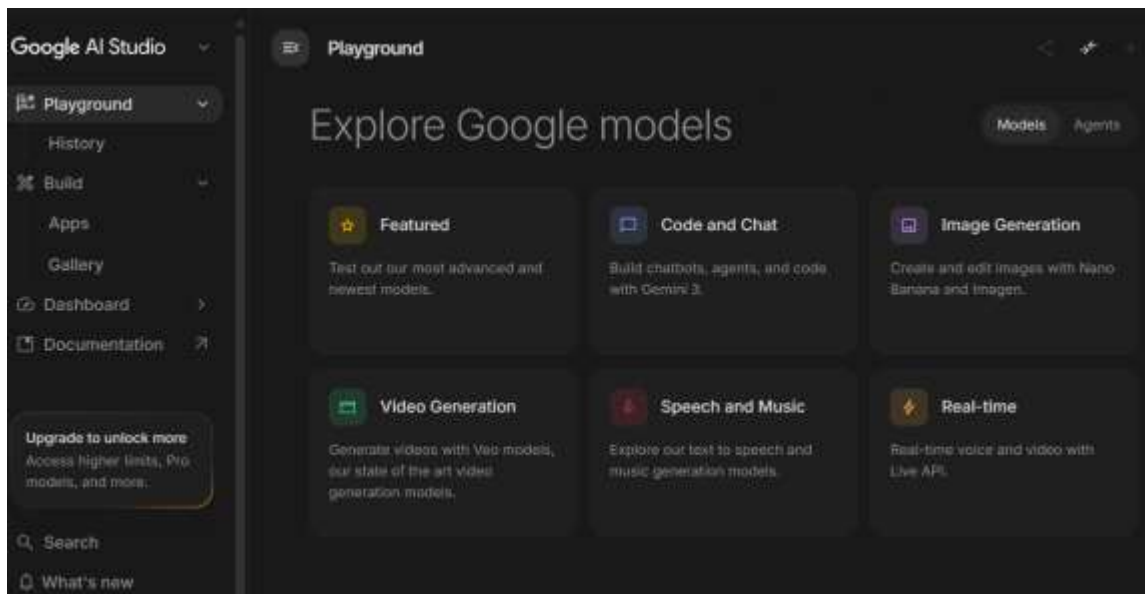 Google AI Studio
Playground
History
Build
Apps
Gallery
Dashboard
Documentation
Upgrade to unlock more
Access higher limits, Pro
models, and more.
Search
What's new
Playground
Explore Google models
Models
Agents
Featured
Test out our most advanced and
newest models.
Code and Chat
Build chatbots, agents, and code
with Gemini 3.
Image Generation
Create and edit images with Nano
Banana and Imagen.
Video Generation
Generate videos with Veo models,
our state of the art video
generation models.
Speech and Music
Explore our text to speech and
music generation models.
Real-time
Real-time voice and video with
Live API.